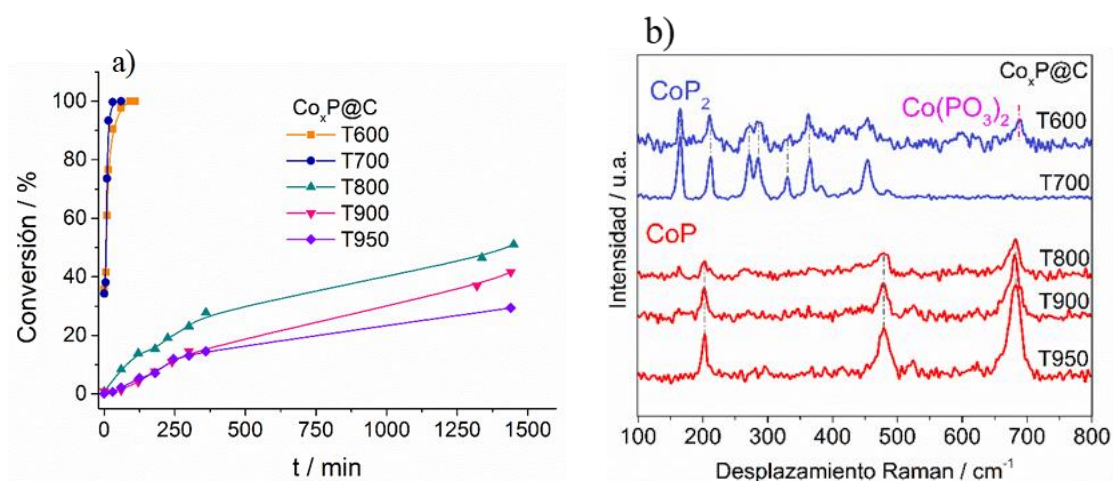 a)
Conversión / %
100
80
60
40
20
0
CoxP@C
T600
T700
T800
T900
T950
0 250 500 750 1000 1250 1500
t / min
b)
Intensidad / u.a.
CoxP@C
CoP2
Co(PO3)2
T600
T700
CoP
T800
T900
T950
100 200 300 400 500 600 700 800
Desplazamiento Raman / cm-1